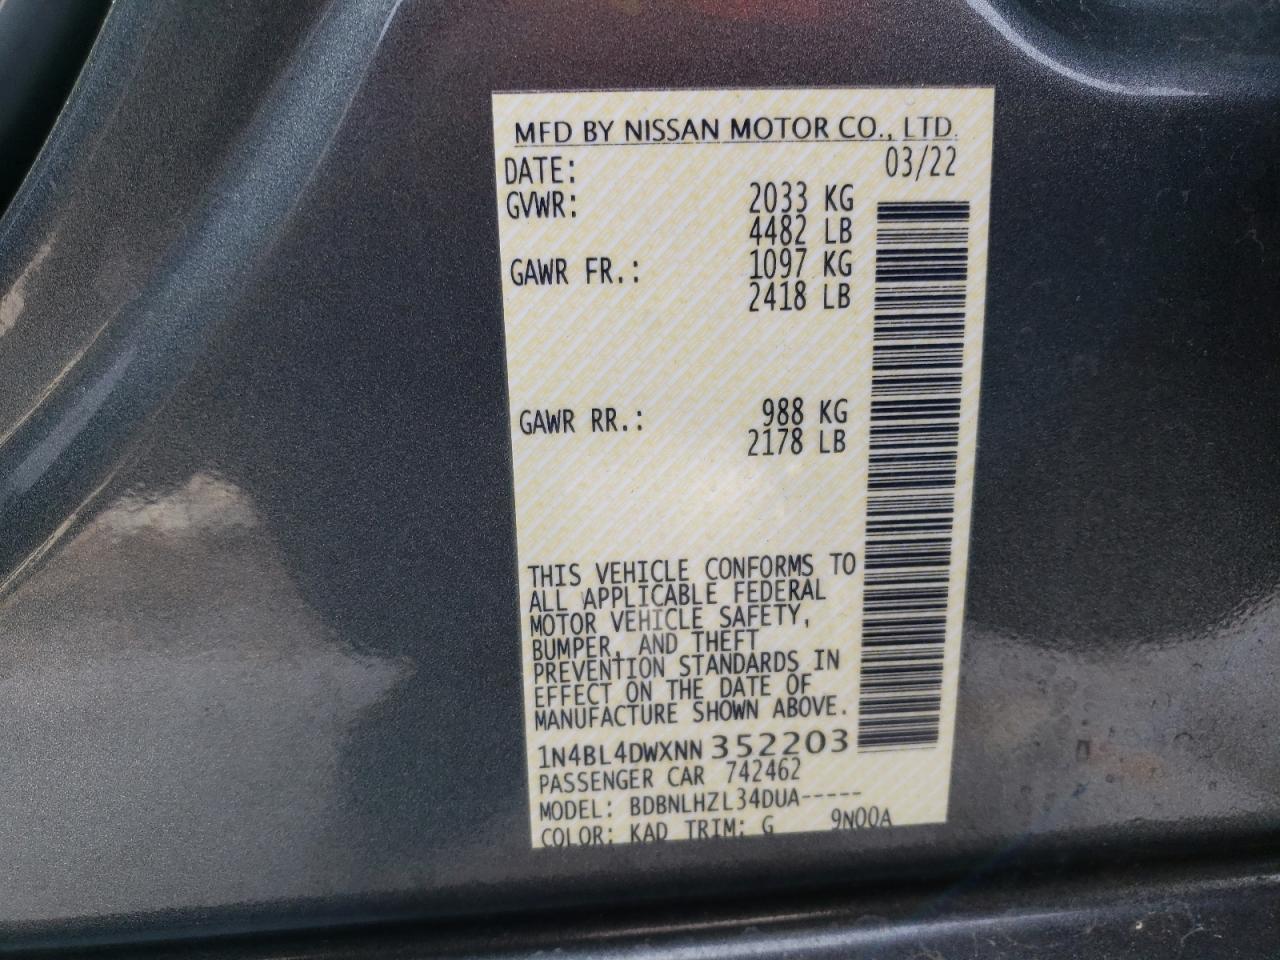 MFD BY NISSAN MOTOR CO., LTD.
DATE: 03/22
GVWR: 2033 KG
4482 LB
GAWR FR.: 1097 KG
2418 LB
GAWR RR.: 988 KG
2178 LB
THIS VEHICLE CONFORMS TO
ALL APPLICABLE FEDERAL
MOTOR VEHICLE SAFETY,
BUMPER, AND THEFT
PREVENTION STANDARDS IN
EFFECT ON THE DATE OF
MANUFACTURE SHOWN ABOVE.
1N4BL4DWXNN352203
PASSENGER CAR 742462
MODEL: BDBNLHZL34DUA-----
COLOR: KAD TRIM: G 9N00A